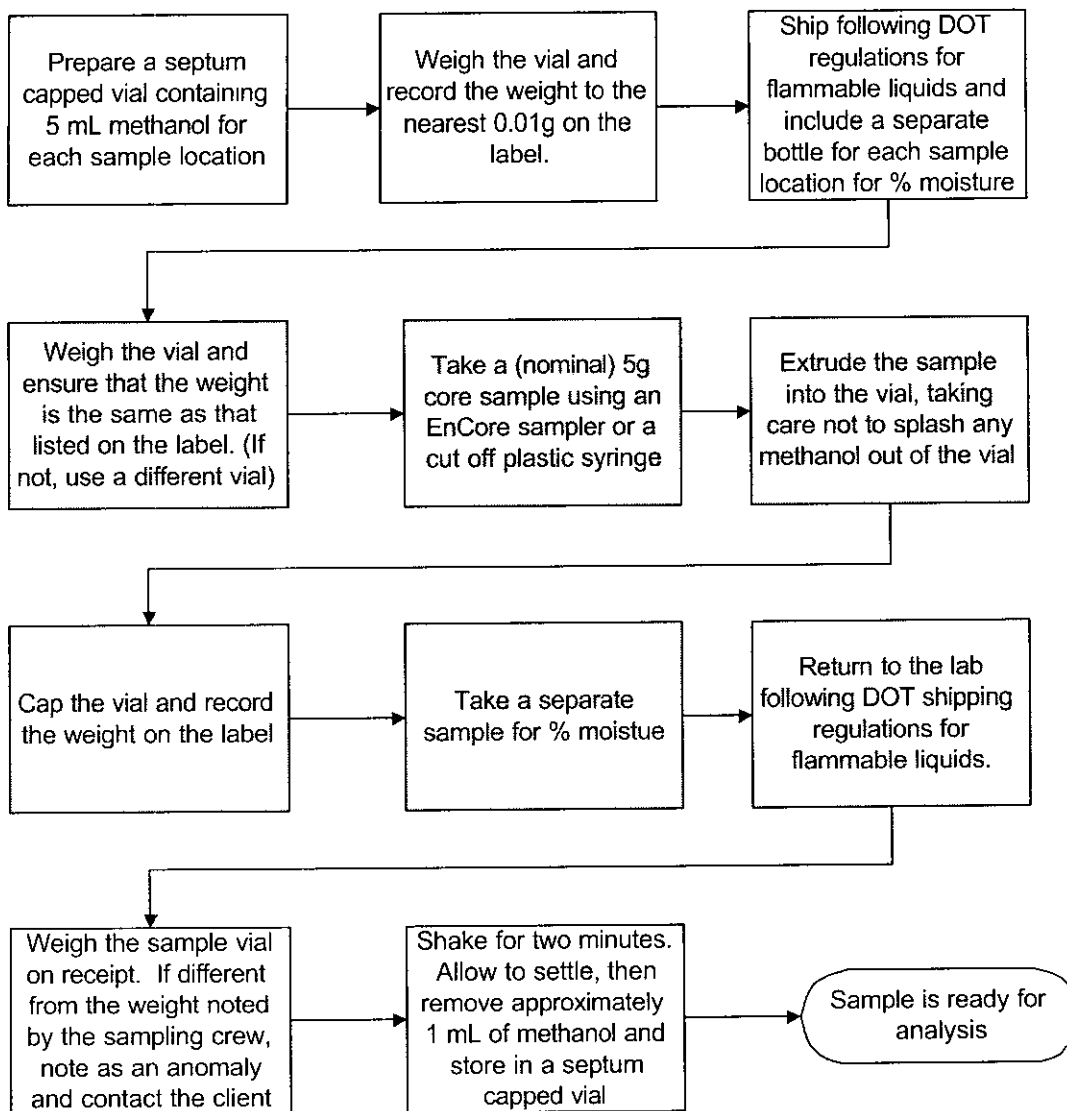 Prepare a septum
capped vial containing
5 mL methanol for
each sample location
Weigh the vial and
record the weight to the
nearest 0.01g on the
label.
Ship following DOT
regulations for
flammable liquids and
include a separate
bottle for each sample
location for % moisture
Weigh the vial and
ensure that the weight
is the same as that
listed on the label. (If
not, use a different vial)
Take a (nominal) 5g
core sample using an
EnCore sampler or a
cut off plastic syringe
Extrude the sample
into the vial, taking
care not to splash any
methanol out of the vial
Cap the vial and record
the weight on the label
Take a separate
sample for % moistue
Return to the lab
following DOT shipping
regulations for
flammable liquids.
Weigh the sample vial
on receipt. If different
from the weight noted
by the sampling crew,
note as an anomaly
and contact the client
Shake for two minutes.
Allow to settle, then
remove approximately
1 mL of methanol and
store in a septum
capped vial
Sample is ready for
analysis